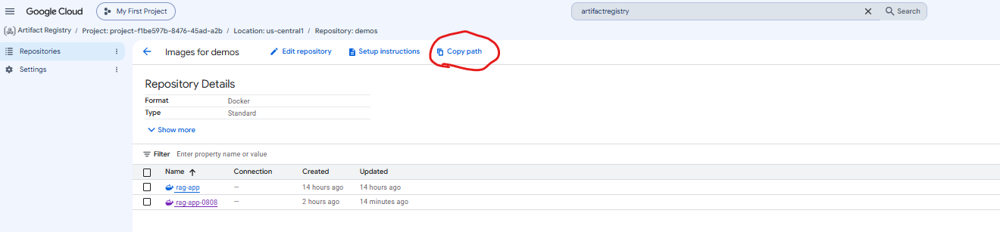 Google Cloud My First Project artifactregistry Search
Artifact Registry / Project: project-f1be597b-8476-45ad-a2b / Location: us-central1 / Repository: demos
Repositories
Settings
Images for demos Edit repository Setup instructions Copy path
Repository Details
Format Docker
Type Standard
Show more
Filter Enter property name or value
Name Connection Created Updated
rag-app — 14 hours ago 14 hours ago
rag-app-0808 — 2 hours ago 14 minutes ago